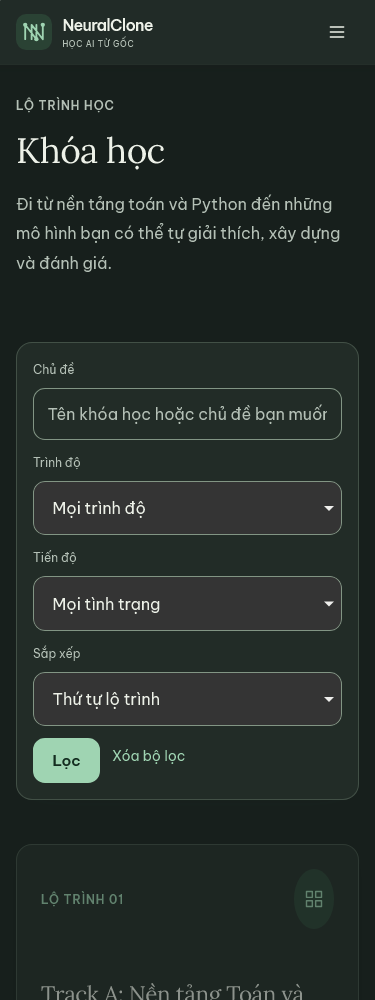 NeuralClone
HỌC AI TỪ GỐC
LỘ TRÌNH HỌC
Khóa học
Đi từ nền tảng toán và Python đến những
mô hình bạn có thể tự giải thích, xây dựng
và đánh giá.
Chủ đề
Tên khóa học hoặc chủ đề bạn muốn
Trình độ
Mọi trình độ
Tiến độ
Mọi tình trạng
Sắp xếp
Thứ tự lộ trình
Lọc
Xóa bộ lọc
LỘ TRÌNH 01
Track A: Nền tảng Toán và